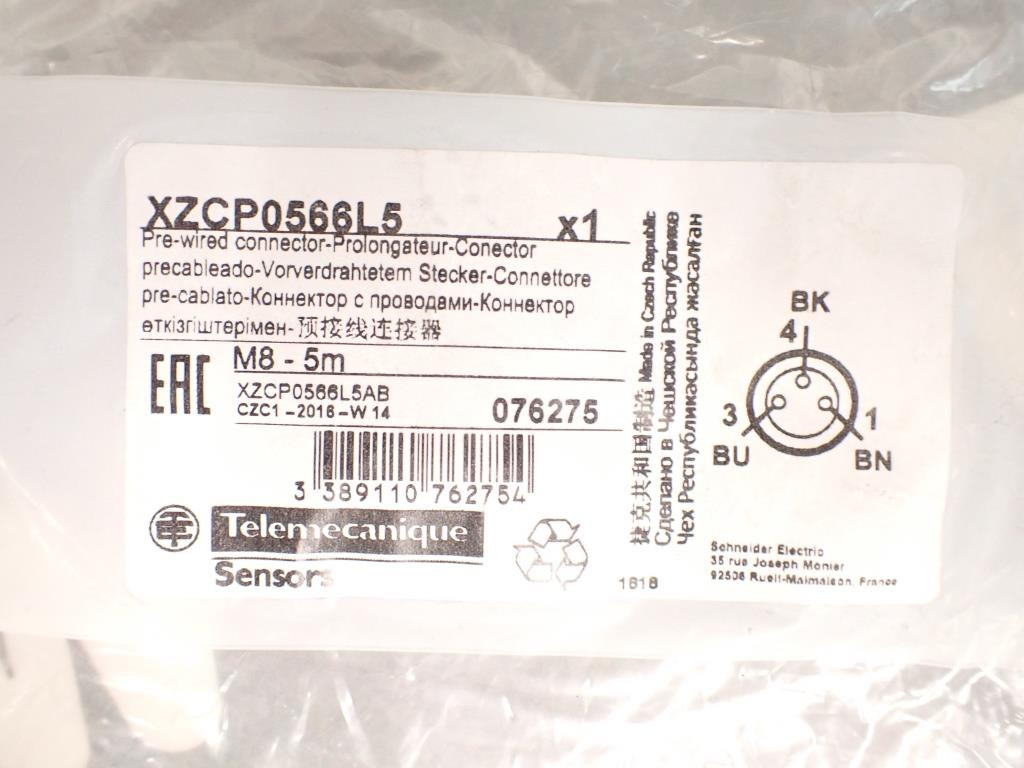 XZCP0566L5 x1
Pre-wired connector-Prolongateur-Conector
precableado-Vorverdrahtetem Stecker-Connettore
pre-cablato-Коннектор с проводами-Коннектор
өткізгіштерімен-预接线连接器
EAC
M8 - 5m
XZCP0566L5AB
CZC1-2016-W14 076275
3 389110 762754
Telemecanique
Sensors
捷克共和国制造 Made in Czech Republic
Сделано в Чешской Республике
Чех Республикасында жасалған
1618
BK
4
3
1
BU
BN
Schneider Electric
35 rue Joseph Monier
92506 Rueil-Malmaison, France